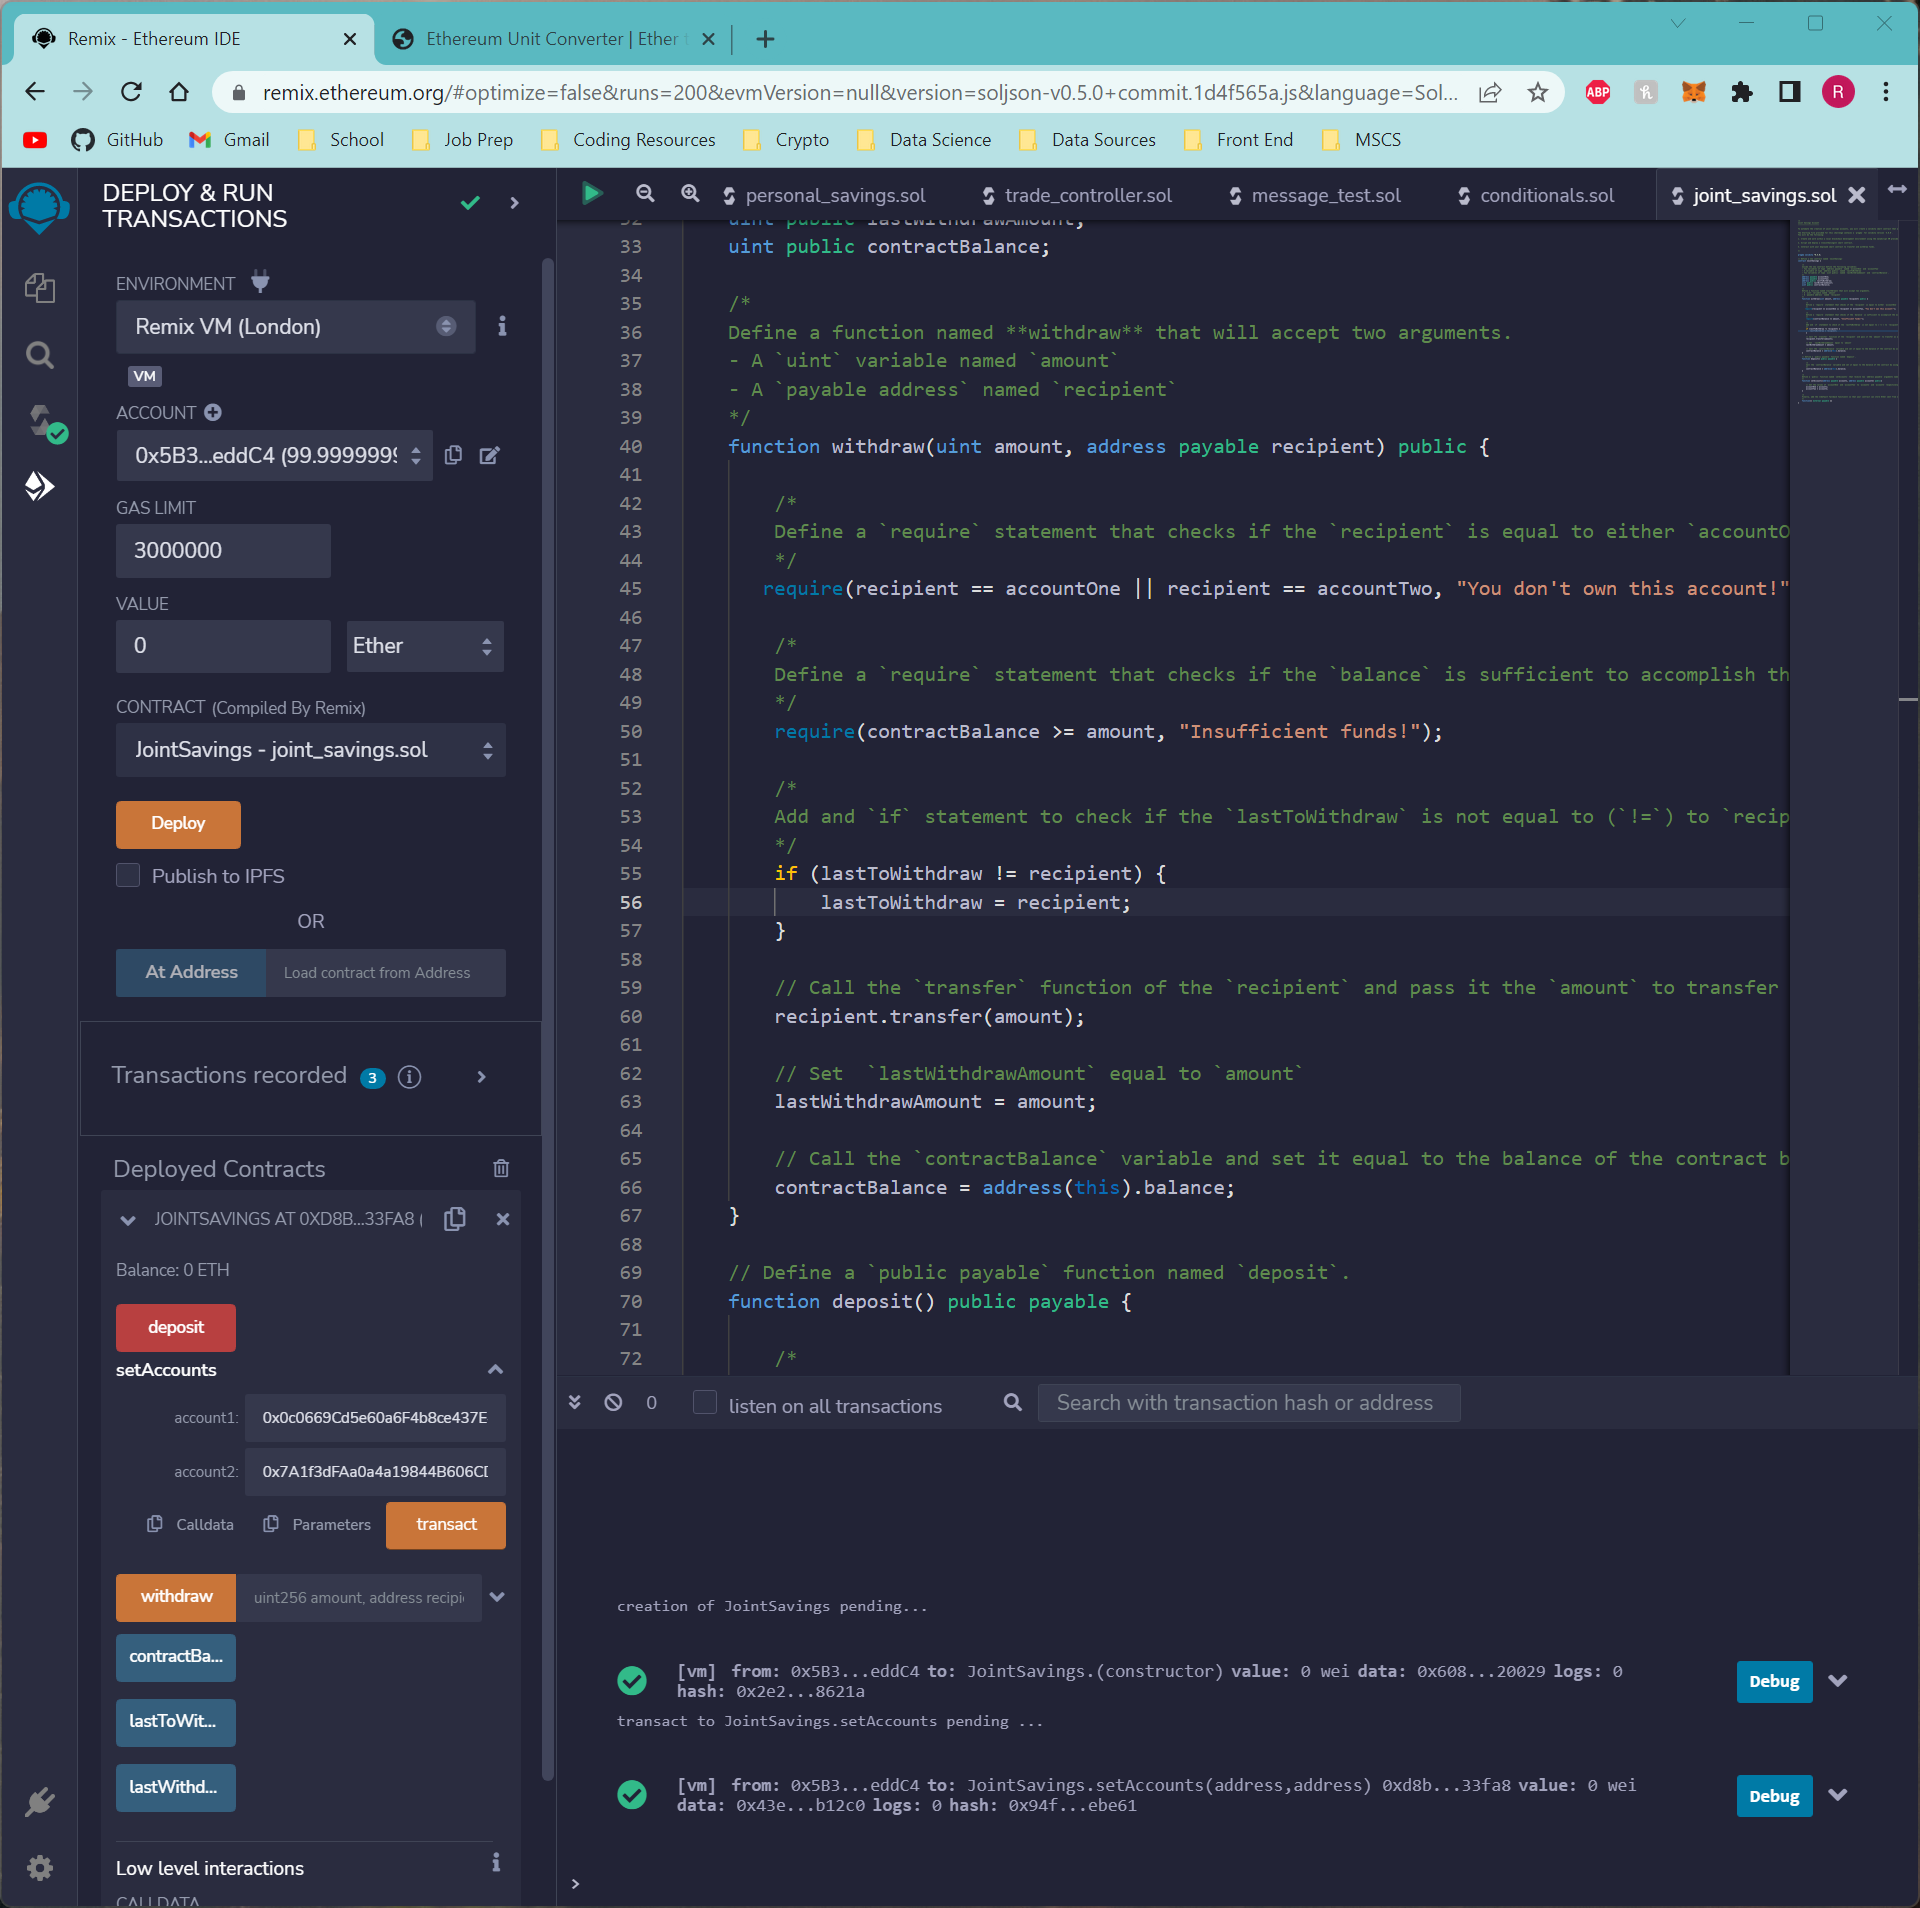 Remix - Ethereum IDE
Ethereum Unit Converter | Ether
remix.ethereum.org/#optimize=false&runs=200&evmVersion=null&version=soljson-v0.5.0+commit.1d4f565a.js&language=Sol...
ABP
R
GitHub
Gmail
School
Job Prep
Coding Resources
Crypto
Data Science
Data Sources
Front End
MSCS
DEPLOY & RUN
TRANSACTIONS
ENVIRONMENT
Remix VM (London)
VM
ACCOUNT
0x5B3...eddC4 (99.9999999
GAS LIMIT
3000000
VALUE
0
Ether
CONTRACT (Compiled By Remix)
JointSavings - joint_savings.sol
Deploy
Publish to IPFS
OR
At Address
Load contract from Address
Transactions recorded 3
Deployed Contracts
JOINTSAVINGS AT 0XD8B...33FA8 (
Balance: 0 ETH
deposit
setAccounts
account1: 0x0c0669Cd5e60a6F4b8ce437E
account2: 0x7A1f3dFAa0a4a19844B606CD
Calldata
Parameters
transact
withdraw
uint256 amount, address recipi
contractBa...
lastToWit...
lastWithd...
Low level interactions
CALLDATA
personal_savings.sol
trade_controller.sol
message_test.sol
conditionals.sol
joint_savings.sol
32 uint public lastWithdrawAmount;
33 uint public contractBalance;
34
35 /*
36 Define a function named **withdraw** that will accept two arguments.
37 - A `uint` variable named `amount`
38 - A `payable address` named `recipient`
39 */
40 function withdraw(uint amount, address payable recipient) public {
41
42 /*
43 Define a `require` statement that checks if the `recipient` is equal to either `accountO
44 */
45 require(recipient == accountOne || recipient == accountTwo, "You don't own this account!"
46
47 /*
48 Define a `require` statement that checks if the `balance` is sufficient to accomplish th
49 */
50 require(contractBalance >= amount, "Insufficient funds!");
51
52 /*
53 Add and `if` statement to check if the `lastToWithdraw` is not equal to (`!=`) to `recip
54 */
55 if (lastToWithdraw != recipient) {
56 lastToWithdraw = recipient;
57 }
58
59 // Call the `transfer` function of the `recipient` and pass it the `amount` to transfer
60 recipient.transfer(amount);
61
62 // Set  `lastWithdrawAmount` equal to `amount`
63 lastWithdrawAmount = amount;
64
65 // Call the `contractBalance` variable and set it equal to the balance of the contract b
66 contractBalance = address(this).balance;
67 }
68
69 // Define a `public payable` function named `deposit`.
70 function deposit() public payable {
71
72 /*
0
listen on all transactions
Search with transaction hash or address
creation of JointSavings pending...
[vm] from: 0x5B3...eddC4 to: JointSavings.(constructor) value: 0 wei data: 0x608...20029 logs: 0
hash: 0x2e2...8621a
Debug
transact to JointSavings.setAccounts pending ...
[vm] from: 0x5B3...eddC4 to: JointSavings.setAccounts(address,address) 0xd8b...33fa8 value: 0 wei
data: 0x43e...b12c0 logs: 0 hash: 0x94f...ebe61
Debug
>